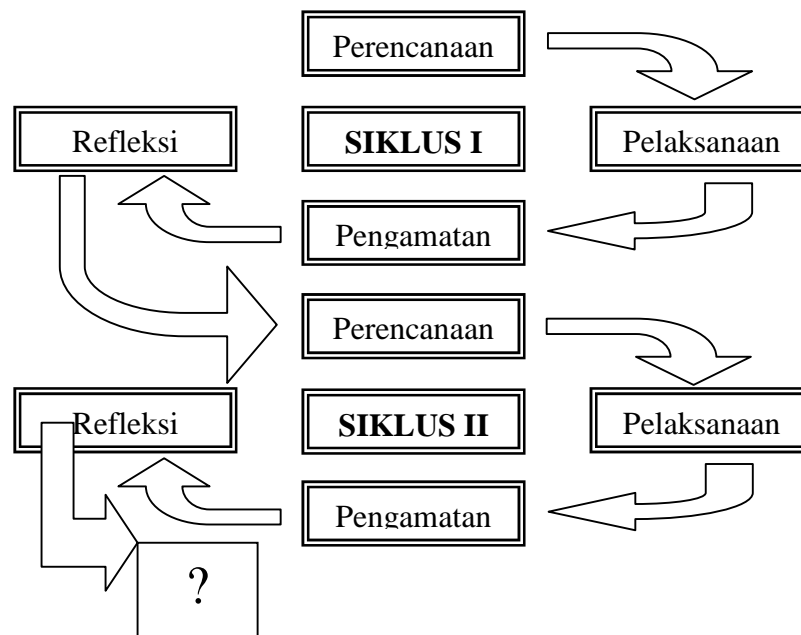 Perencanaan
Refleksi
SIKLUS I
Pelaksanaan
Pengamatan
Perencanaan
Refleksi
SIKLUS II
Pelaksanaan
Pengamatan
?